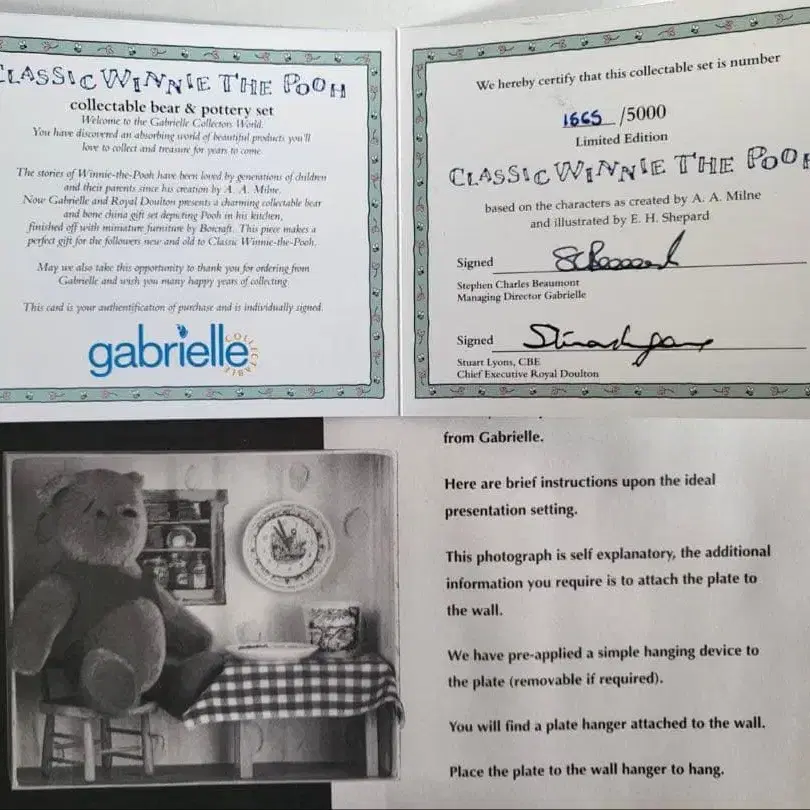 CLASSIC WINNIE THE POOH
collectable bear & pottery set
Welcome to the Gabrielle Collectors World.
You have discovered an absorbing world of beautiful products you'll
love to collect and treasure for years to come.
The stories of Winnie-the-Pooh have been loved by generations of children
and their parents since his creation by A. A. Milne.
Now Gabrielle and Royal Doulton presents a charming collectable bear
and bone china gift set depicting Pooh in his kitchen,
finished off with miniature furniture by Botcraft. This piece makes a
perfect gift for the followers new and old to Classic Winnie-the-Pooh.
May we also take this opportunity to thank you for ordering from
Gabrielle and wish you many happy years of collecting.
This card is your authentification of purchase and is individually signed.
gabrielle
COLLECTABLE
We hereby certify that this collectable set is number
1665 /5000
Limited Edition
CLASSIC WINNIE THE POOH
based on the characters as created by A. A. Milne
and illustrated by E. H. Shepard
Signed
Stephen Charles Beaumont
Managing Director Gabrielle
Signed
Stuart Lyons, CBE
Chief Executive Royal Doulton
from Gabrielle.
Here are brief instructions upon the ideal
presentation setting.
This photograph is self explanatory, the additional
information you require is to attach the plate to
the wall.
We have pre-applied a simple hanging device to
the plate (removable if required).
You will find a plate hanger attached to the wall.
Place the plate to the wall hanger to hang.